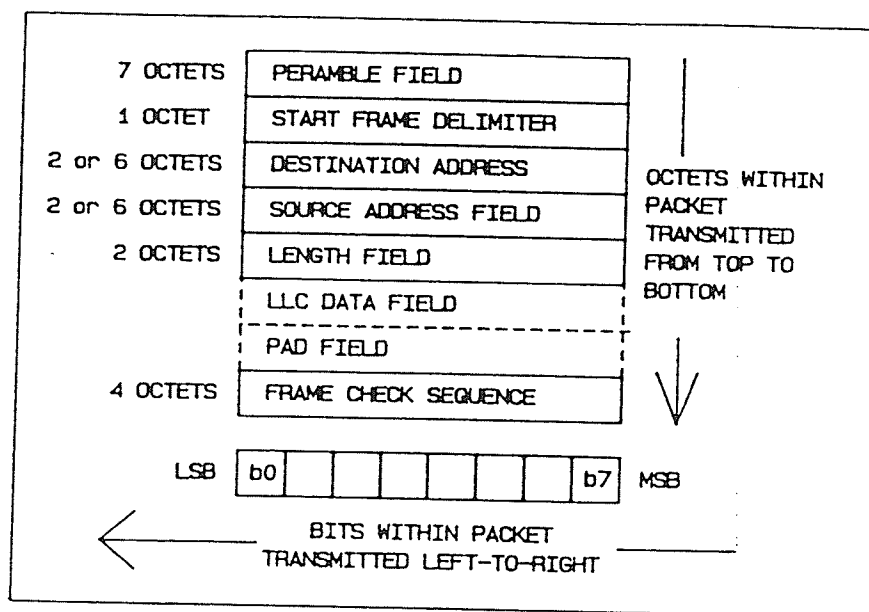 7 OCTETS PERAMBLE FIELD
1 OCTET START FRAME DELIMITER
2 or 6 OCTETS DESTINATION ADDRESS
2 or 6 OCTETS SOURCE ADDRESS FIELD
2 OCTETS LENGTH FIELD
LLC DATA FIELD
PAD FIELD
4 OCTETS FRAME CHECK SEQUENCE
OCTETS WITHIN
PACKET
TRANSMITTED
FROM TOP TO
BOTTOM
LSB b0 b7 MSB
BITS WITHIN PACKET
TRANSMITTED LEFT-TO-RIGHT